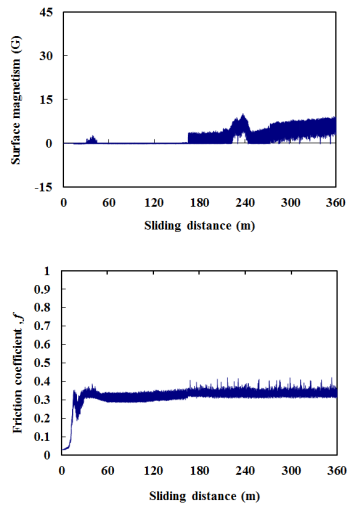 45
30
15
0
-15
Surface magnetism (G)
0 60 120 180 240 300 360
Sliding distance (m)
1
0.9
0.8
0.7
0.6
0.5
0.4
0.3
0.2
0.1
0
Friction coefficient ,f
0 60 120 180 240 300 360
Sliding distance (m)